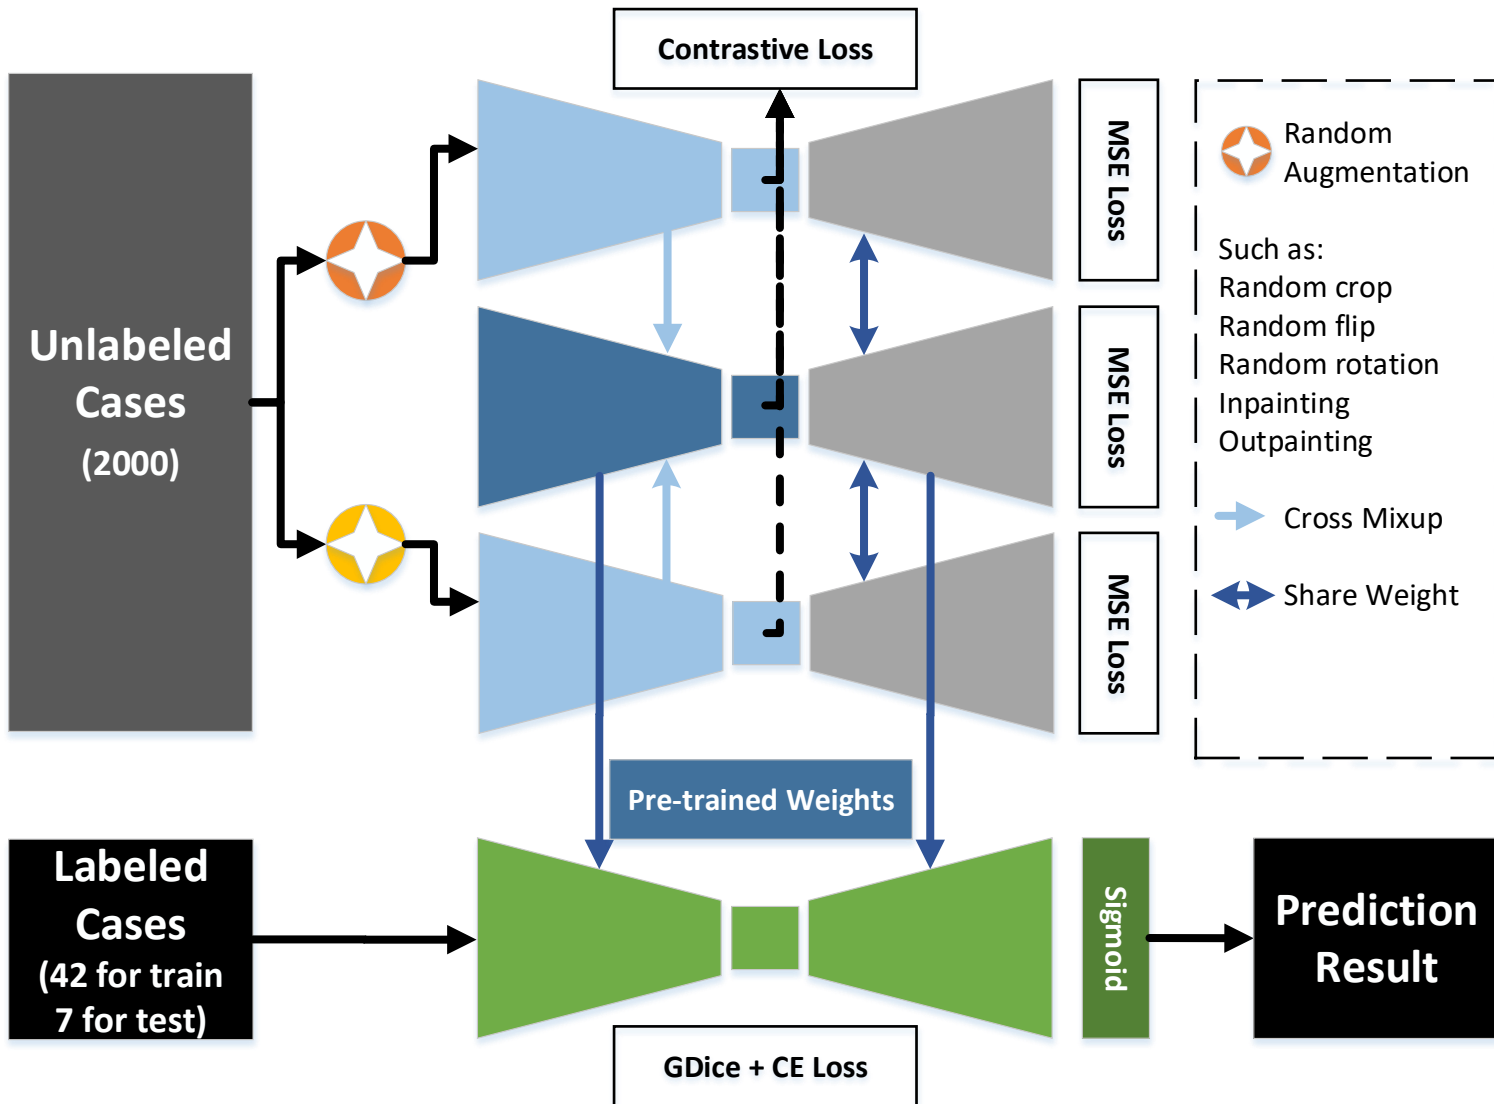 Contrastive Loss
Unlabeled
Cases
(2000)
MSE Loss
MSE Loss
MSE Loss
Random
Augmentation
Such as:
Random crop
Random flip
Random rotation
Inpainting
Outpainting
Cross Mixup
Share Weight
Pre-trained Weights
Labeled
Cases
(42 for train
7 for test)
Sigmoid
Prediction
Result
GDice + CE Loss